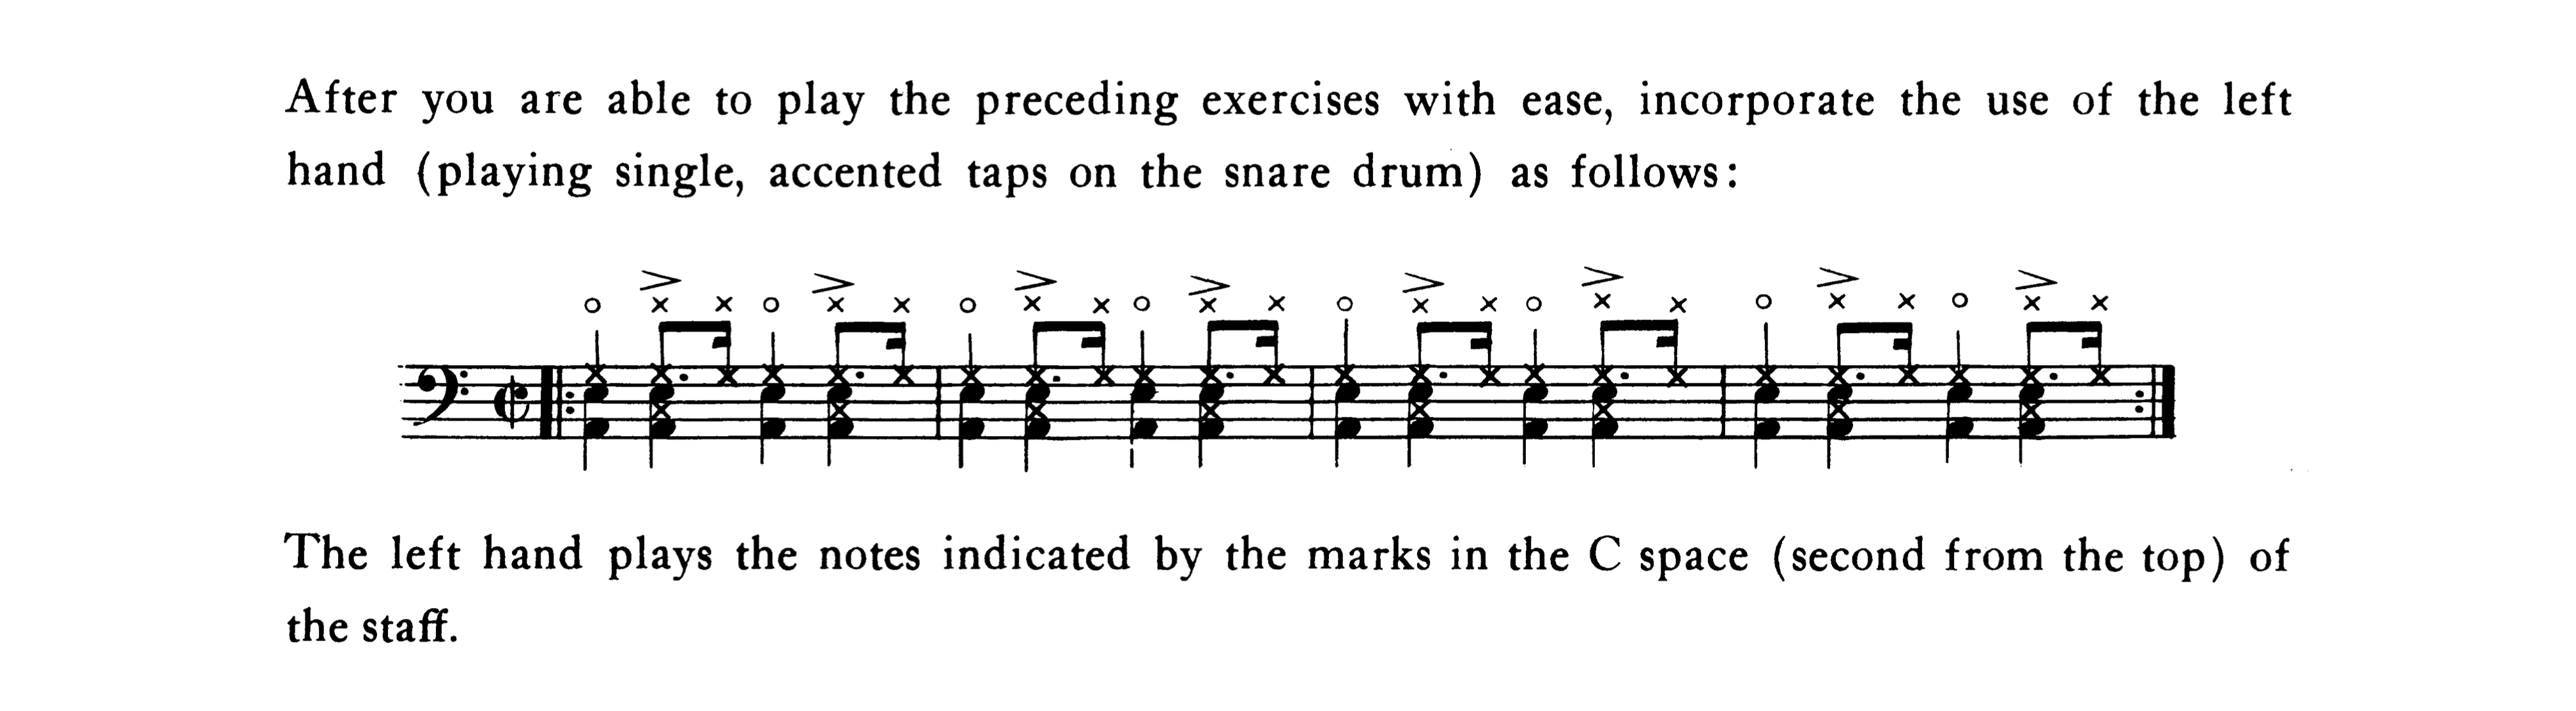 After you are able to play the preceding exercises with ease, incorporate the use of the left
hand (playing single, accented taps on the snare drum) as follows:
The left hand plays the notes indicated by the marks in the C space (second from the top) of
the staff.